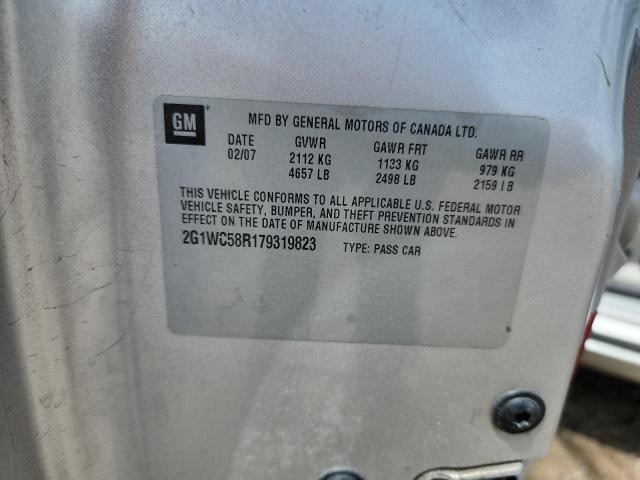 GM
MFD BY GENERAL MOTORS OF CANADA LTD.
DATE GVWR GAWR FRT GAWR RR
02/07 2112 KG 1133 KG 979 KG
4657 LB 2498 LB 2159 LB
THIS VEHICLE CONFORMS TO ALL APPLICABLE U.S. FEDERAL MOTOR
VEHICLE SAFETY, BUMPER, AND THEFT PREVENTION STANDARDS IN
EFFECT ON THE DATE OF MANUFACTURE SHOWN ABOVE.
2G1WC58R179319823 TYPE: PASS CAR